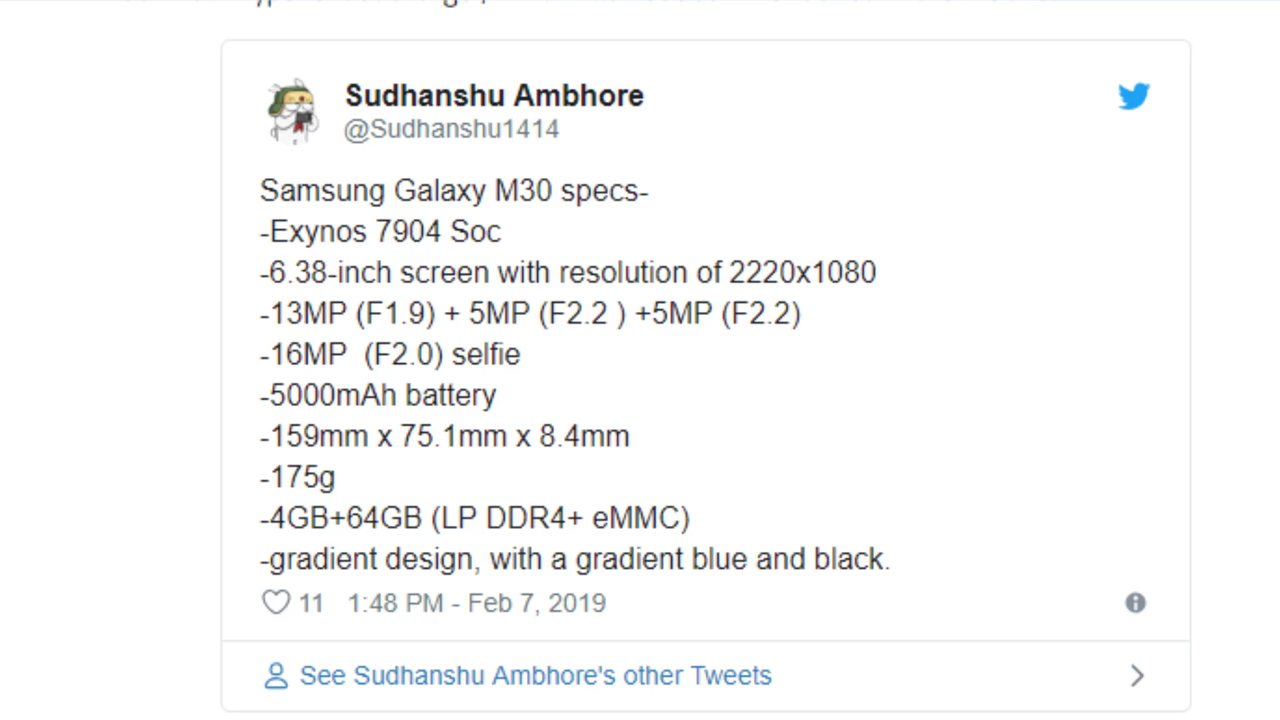 Sudhanshu Ambhore
@Sudhanshu1414
Samsung Galaxy M30 specs-
-Exynos 7904 Soc
-6.38-inch screen with resolution of 2220x1080
-13MP (F1.9) + 5MP (F2.2 ) +5MP (F2.2)
-16MP  (F2.0) selfie
-5000mAh battery
-159mm x 75.1mm x 8.4mm
-175g
-4GB+64GB (LP DDR4+ eMMC)
-gradient design, with a gradient blue and black.
11 1:48 PM - Feb 7, 2019
See Sudhanshu Ambhore's other Tweets